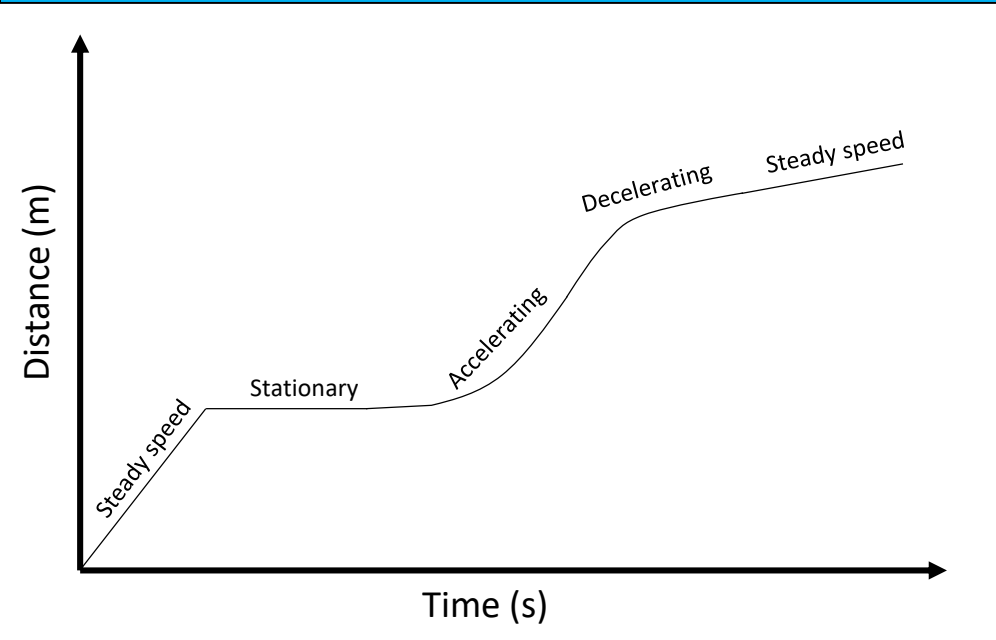 Distance (m)
Steady speed
Stationary
Accelerating
Decelerating
Steady speed
Time (s)